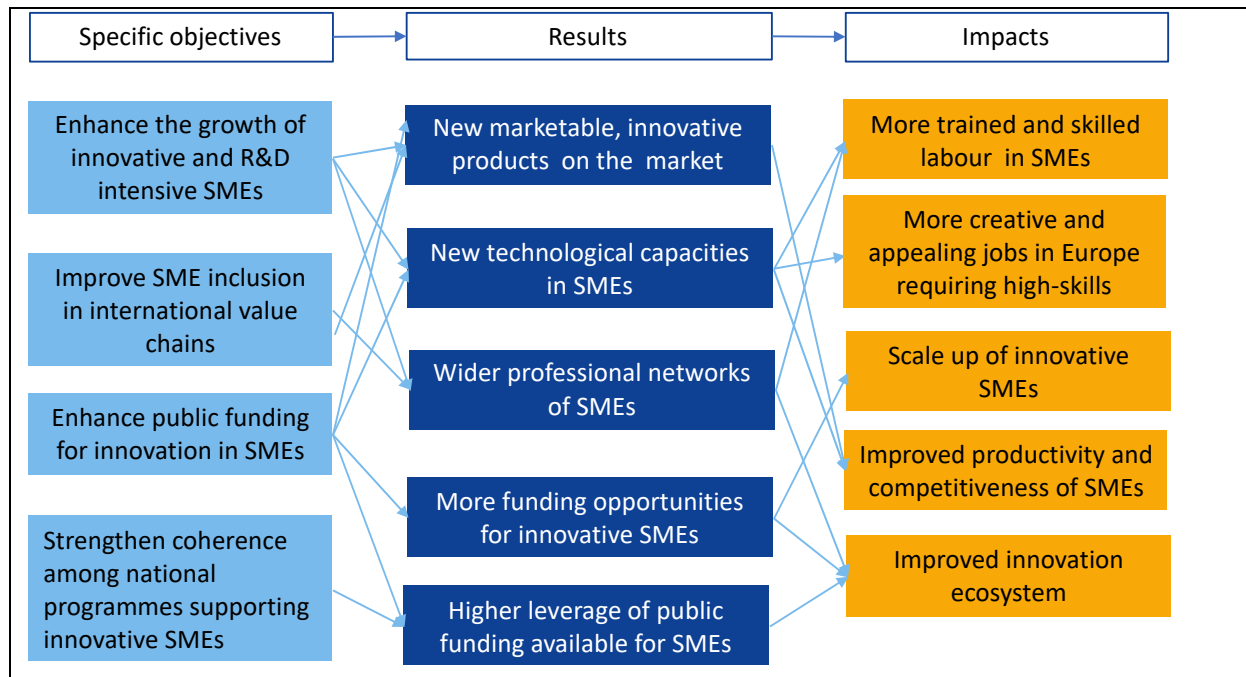 Specific objectives
Results
Impacts
Enhance the growth of
innovative and R&D
intensive SMEs
Improve SME inclusion
in international value
chains
Enhance public funding
for innovation in SMEs
Strengthen coherence
among national
programmes supporting
innovative SMEs
New marketable, innovative
products on the market
New technological capacities
in SMEs
Wider professional networks
of SMEs
More funding opportunities
for innovative SMEs
Higher leverage of public
funding available for SMEs
More trained and skilled
labour in SMEs
More creative and
appealing jobs in Europe
requiring high-skills
Scale up of innovative
SMEs
Improved productivity and
competitiveness of SMEs
Improved innovation
ecosystem